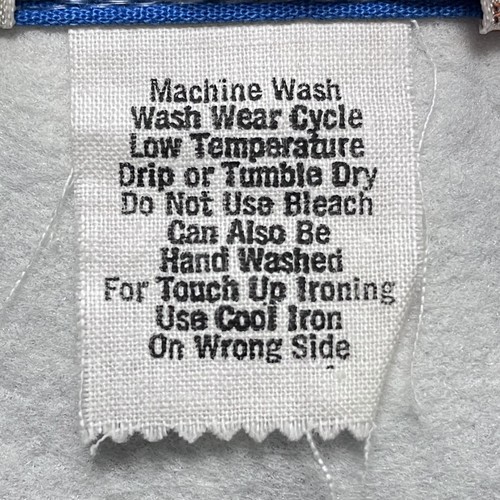 Machine Wash
Wash Wear Cycle
Low Temperature
Drip or Tumble Dry
Do Not Use Bleach
Can Also Be
Hand Washed
For Touch Up Ironing
Use Cool Iron
On Wrong Side